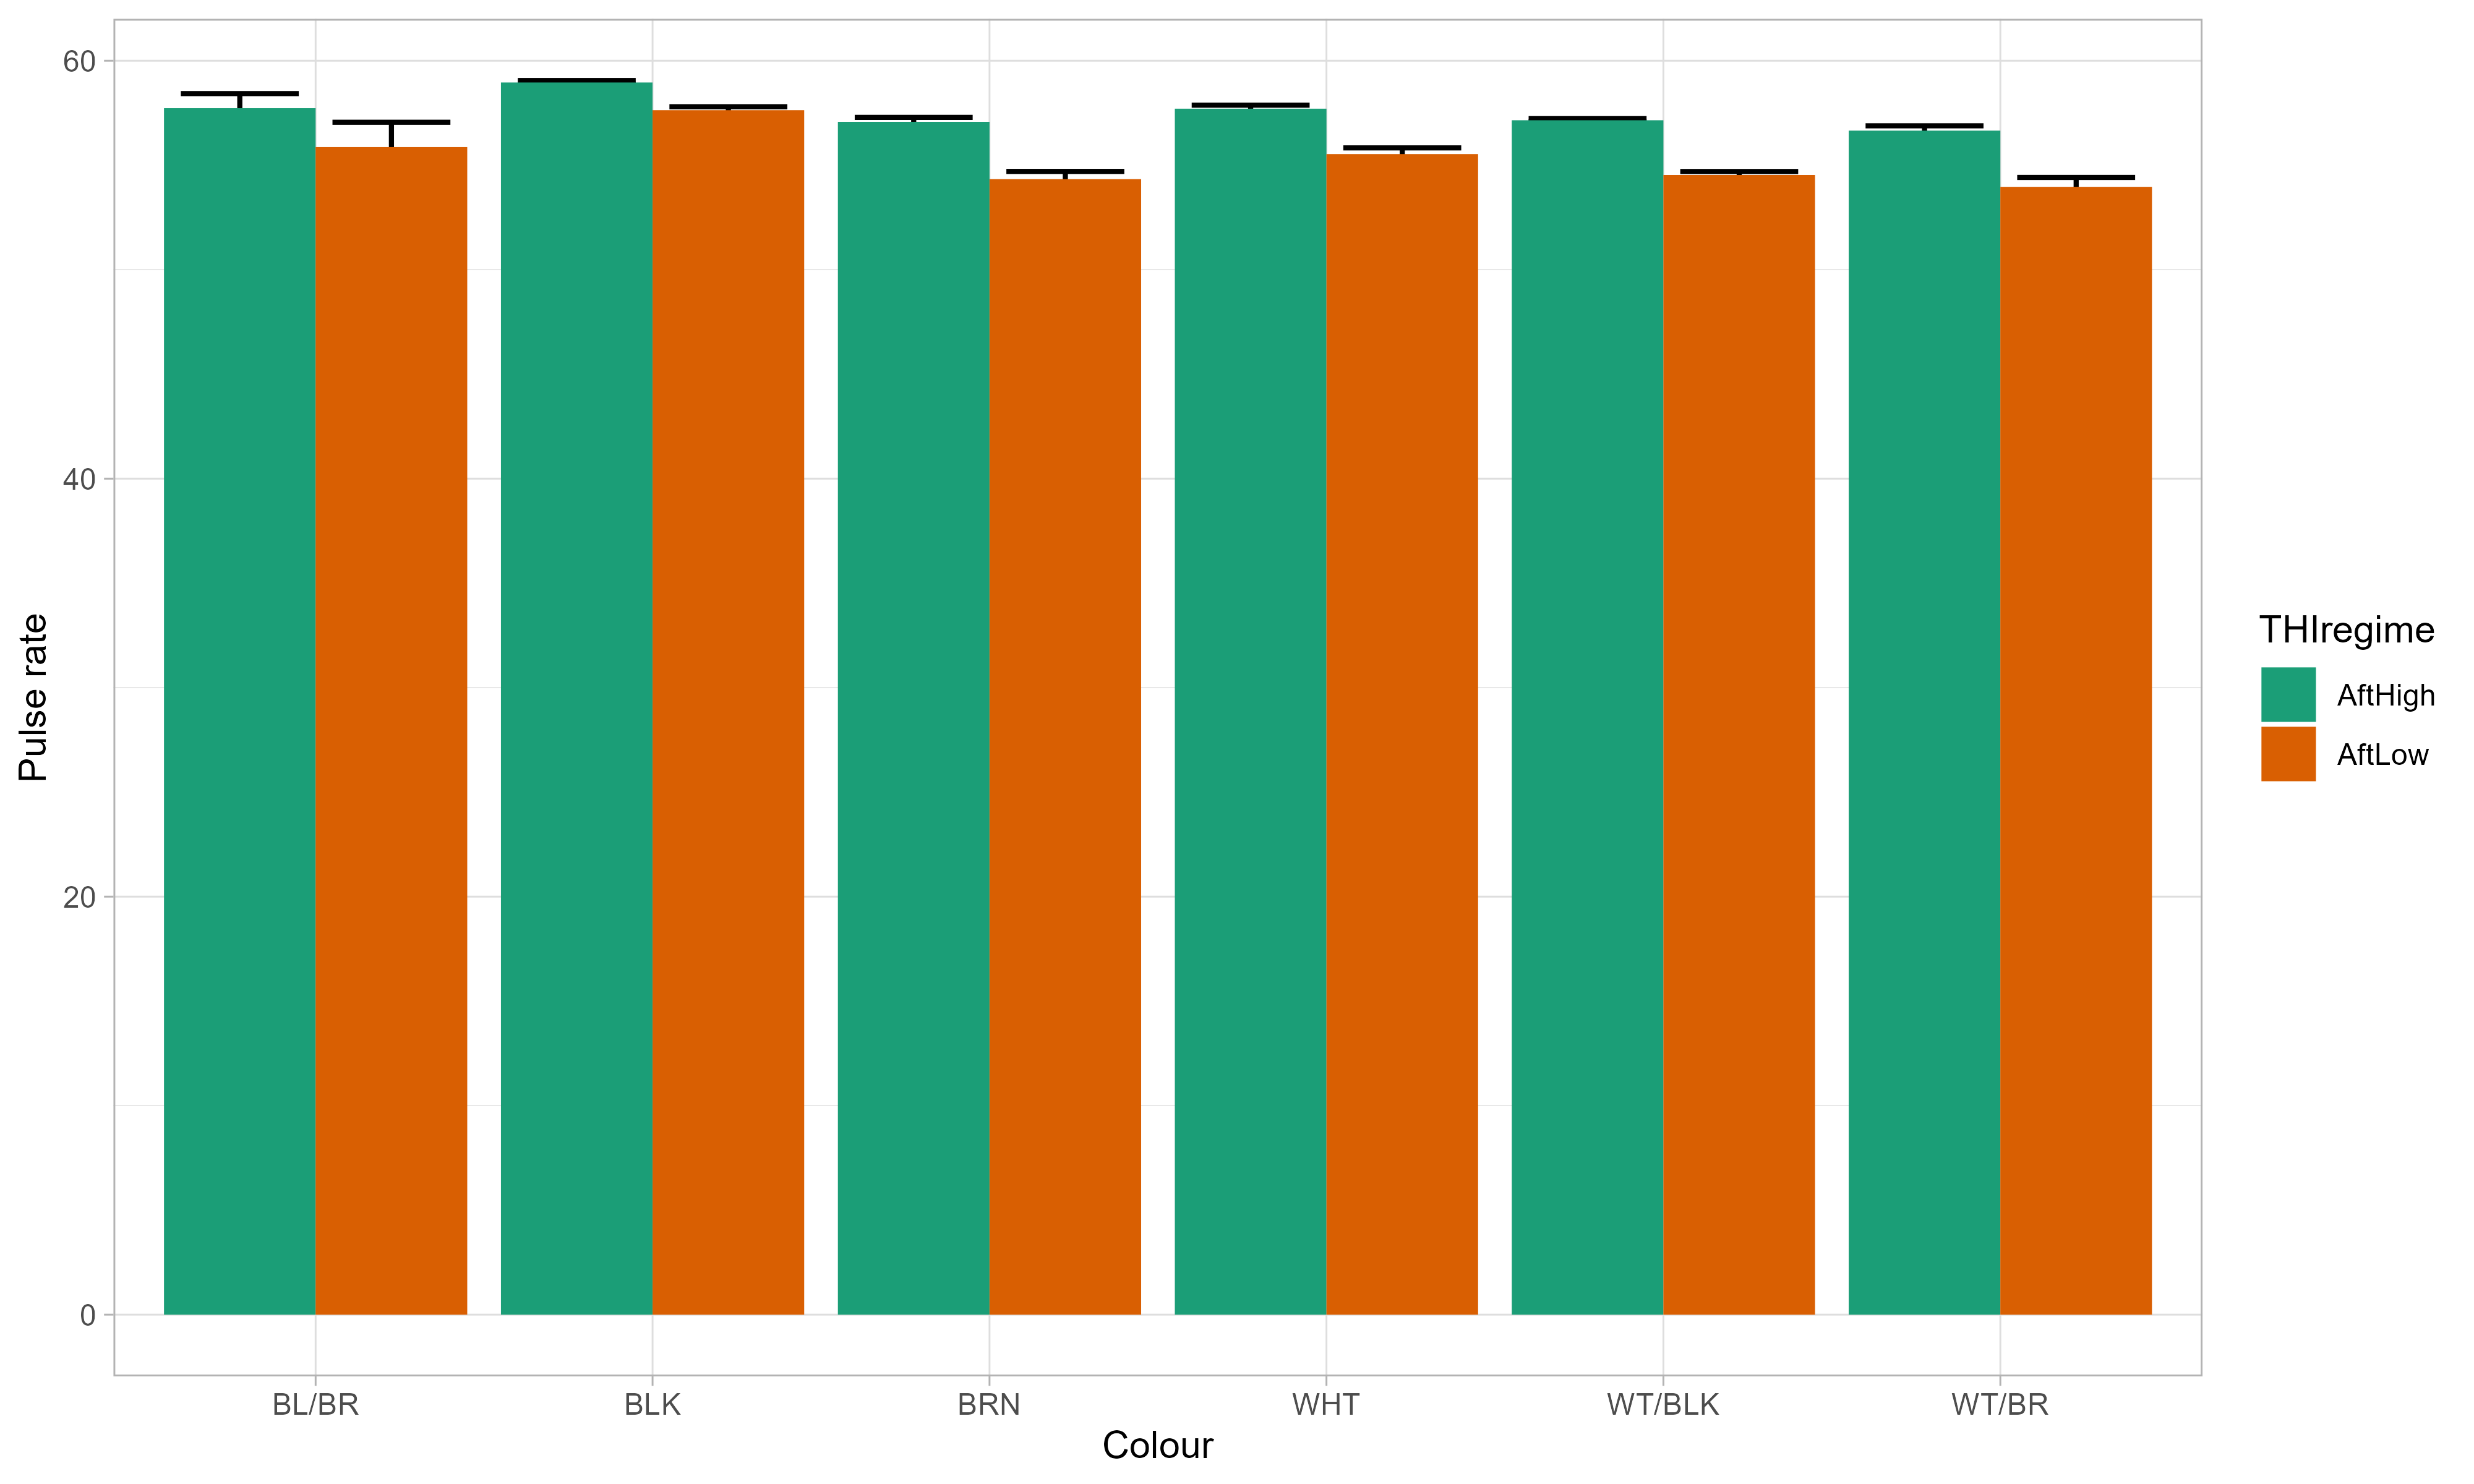 60
40
20
0
Pulse rate
BL/BR BLK BRN WHT WT/BLK WT/BR
Colour
THIregime
AftHigh
AftLow